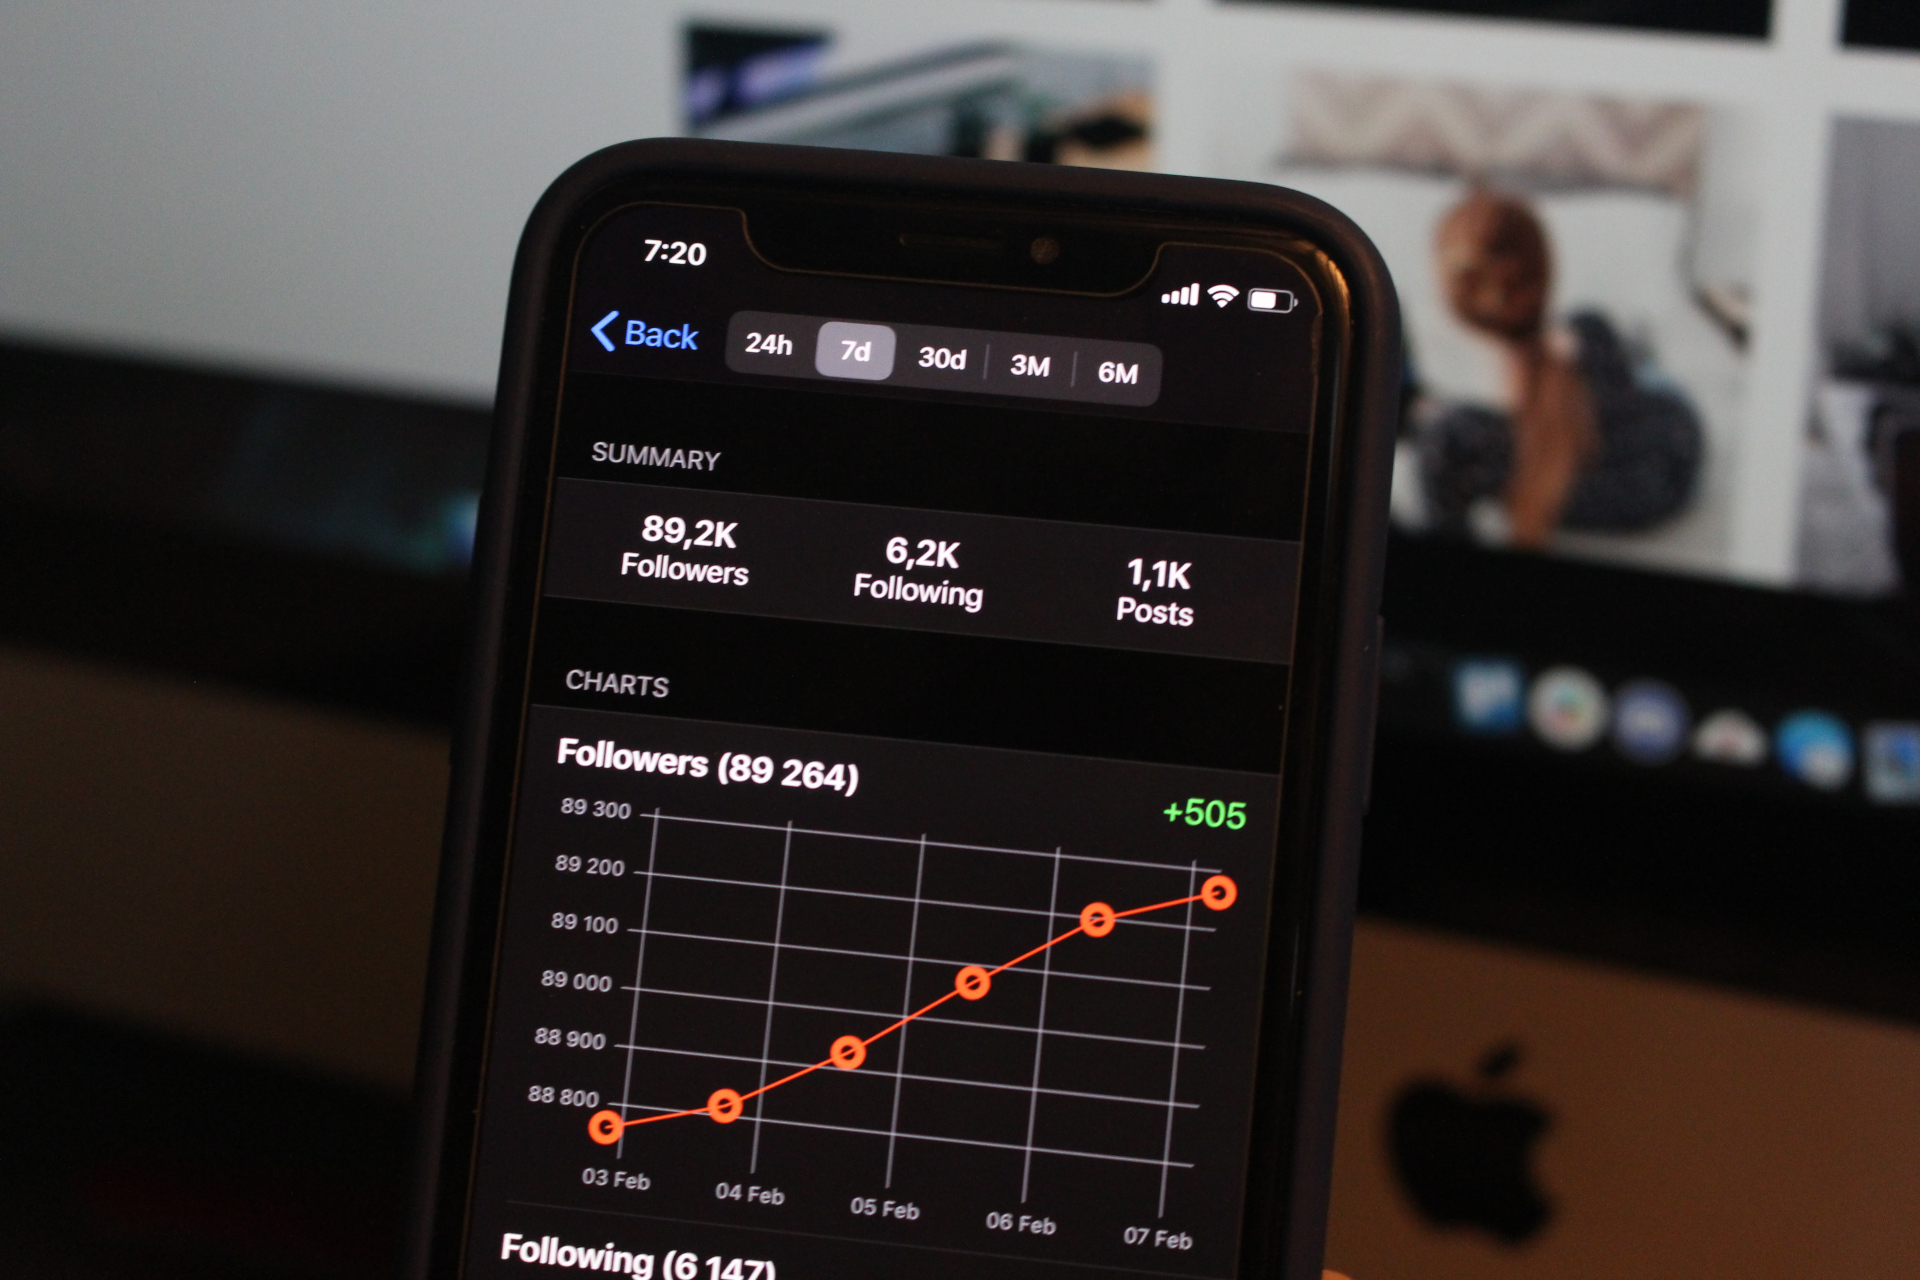 7:20
Back
24h 7d 30d 3M 6M
SUMMARY
89,2K 6,2K 1,1K
Followers Following Posts
CHARTS
Followers (89 264)
+505
89 300
89 200
89 100
89 000
88 900
88 800
03 Feb 04 Feb 05 Feb 06 Feb 07 Feb
Following (6 147)